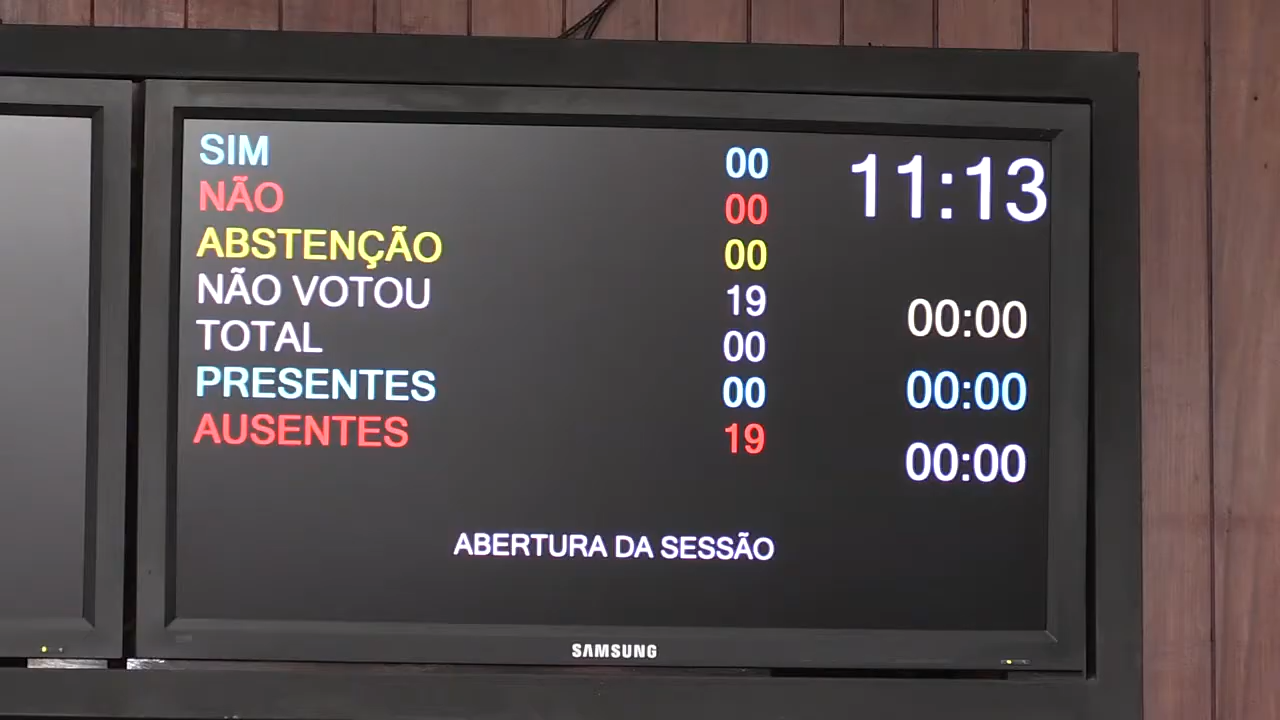 SIM 00 11:13
NÃO 00
ABSTENÇÃO 00
NÃO VOTOU 19 00:00
TOTAL 00
PRESENTES 00 00:00
AUSENTES 19 00:00
ABERTURA DA SESSÃO
SAMSUNG